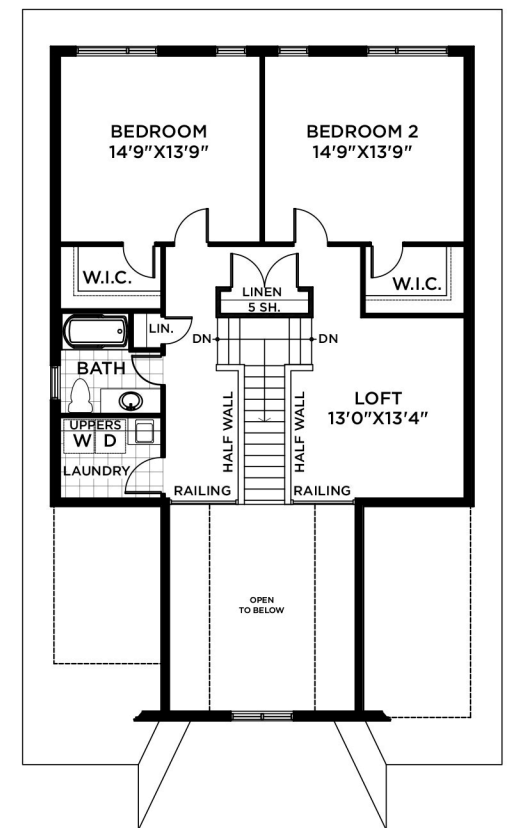 BEDROOM
14'9"X13'9"
BEDROOM 2
14'9"X13'9"
W.I.C.
LINEN
5 SH.
W.I.C.
LIN.
DN
DN
BATH
LOFT
13'0"X13'4"
HALF WALL
HALF WALL
UPPERS
W D
LAUNDRY
RAILING
RAILING
OPEN
TO BELOW